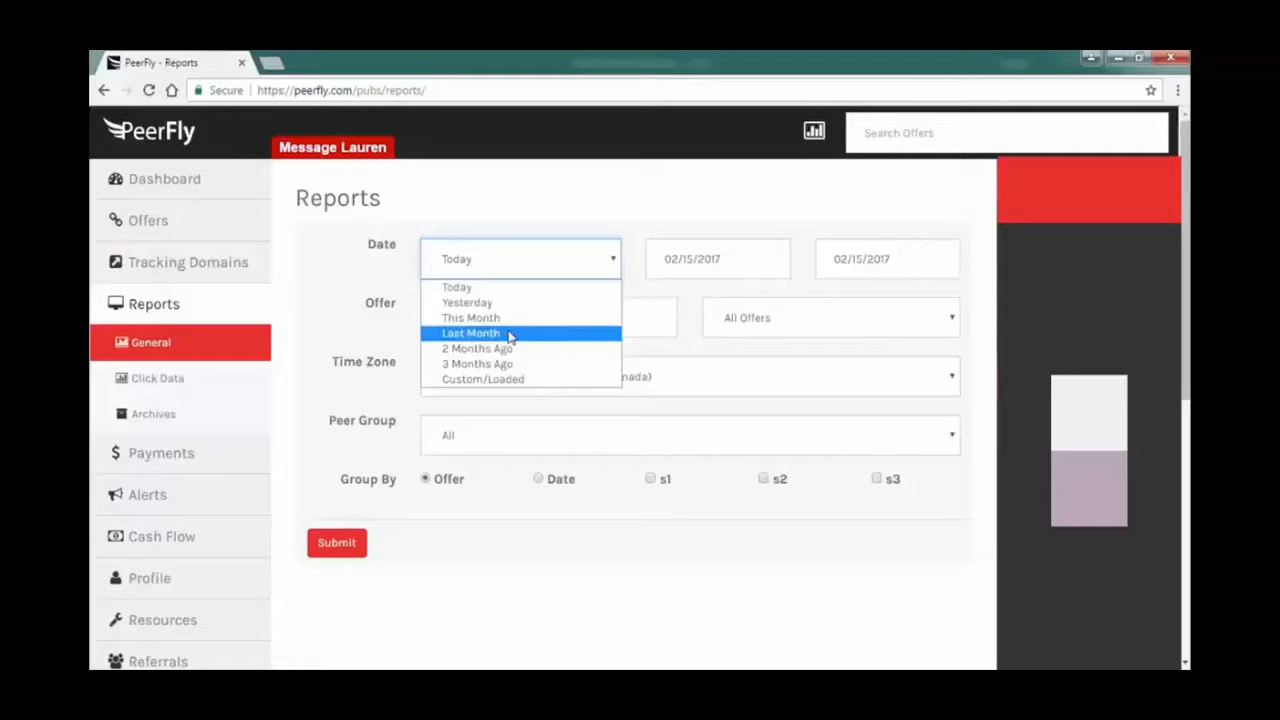 PeerFly - Reports
Secure https://peerfly.com/pubs/reports/
PeerFly
Message Lauren
Search Offers
Dashboard
Offers
Tracking Domains
Reports
General
Click Data
Archives
Payments
Alerts
Cash Flow
Profile
Resources
Referrals
Reports
Date
Today
02/15/2017
02/15/2017
Today
Yesterday
This Month
Last Month
2 Months Ago
3 Months Ago
Custom/Loaded
Offer
All Offers
Time Zone
nada)
Peer Group
All
Group By
Offer
Date
s1
s2
s3
Submit